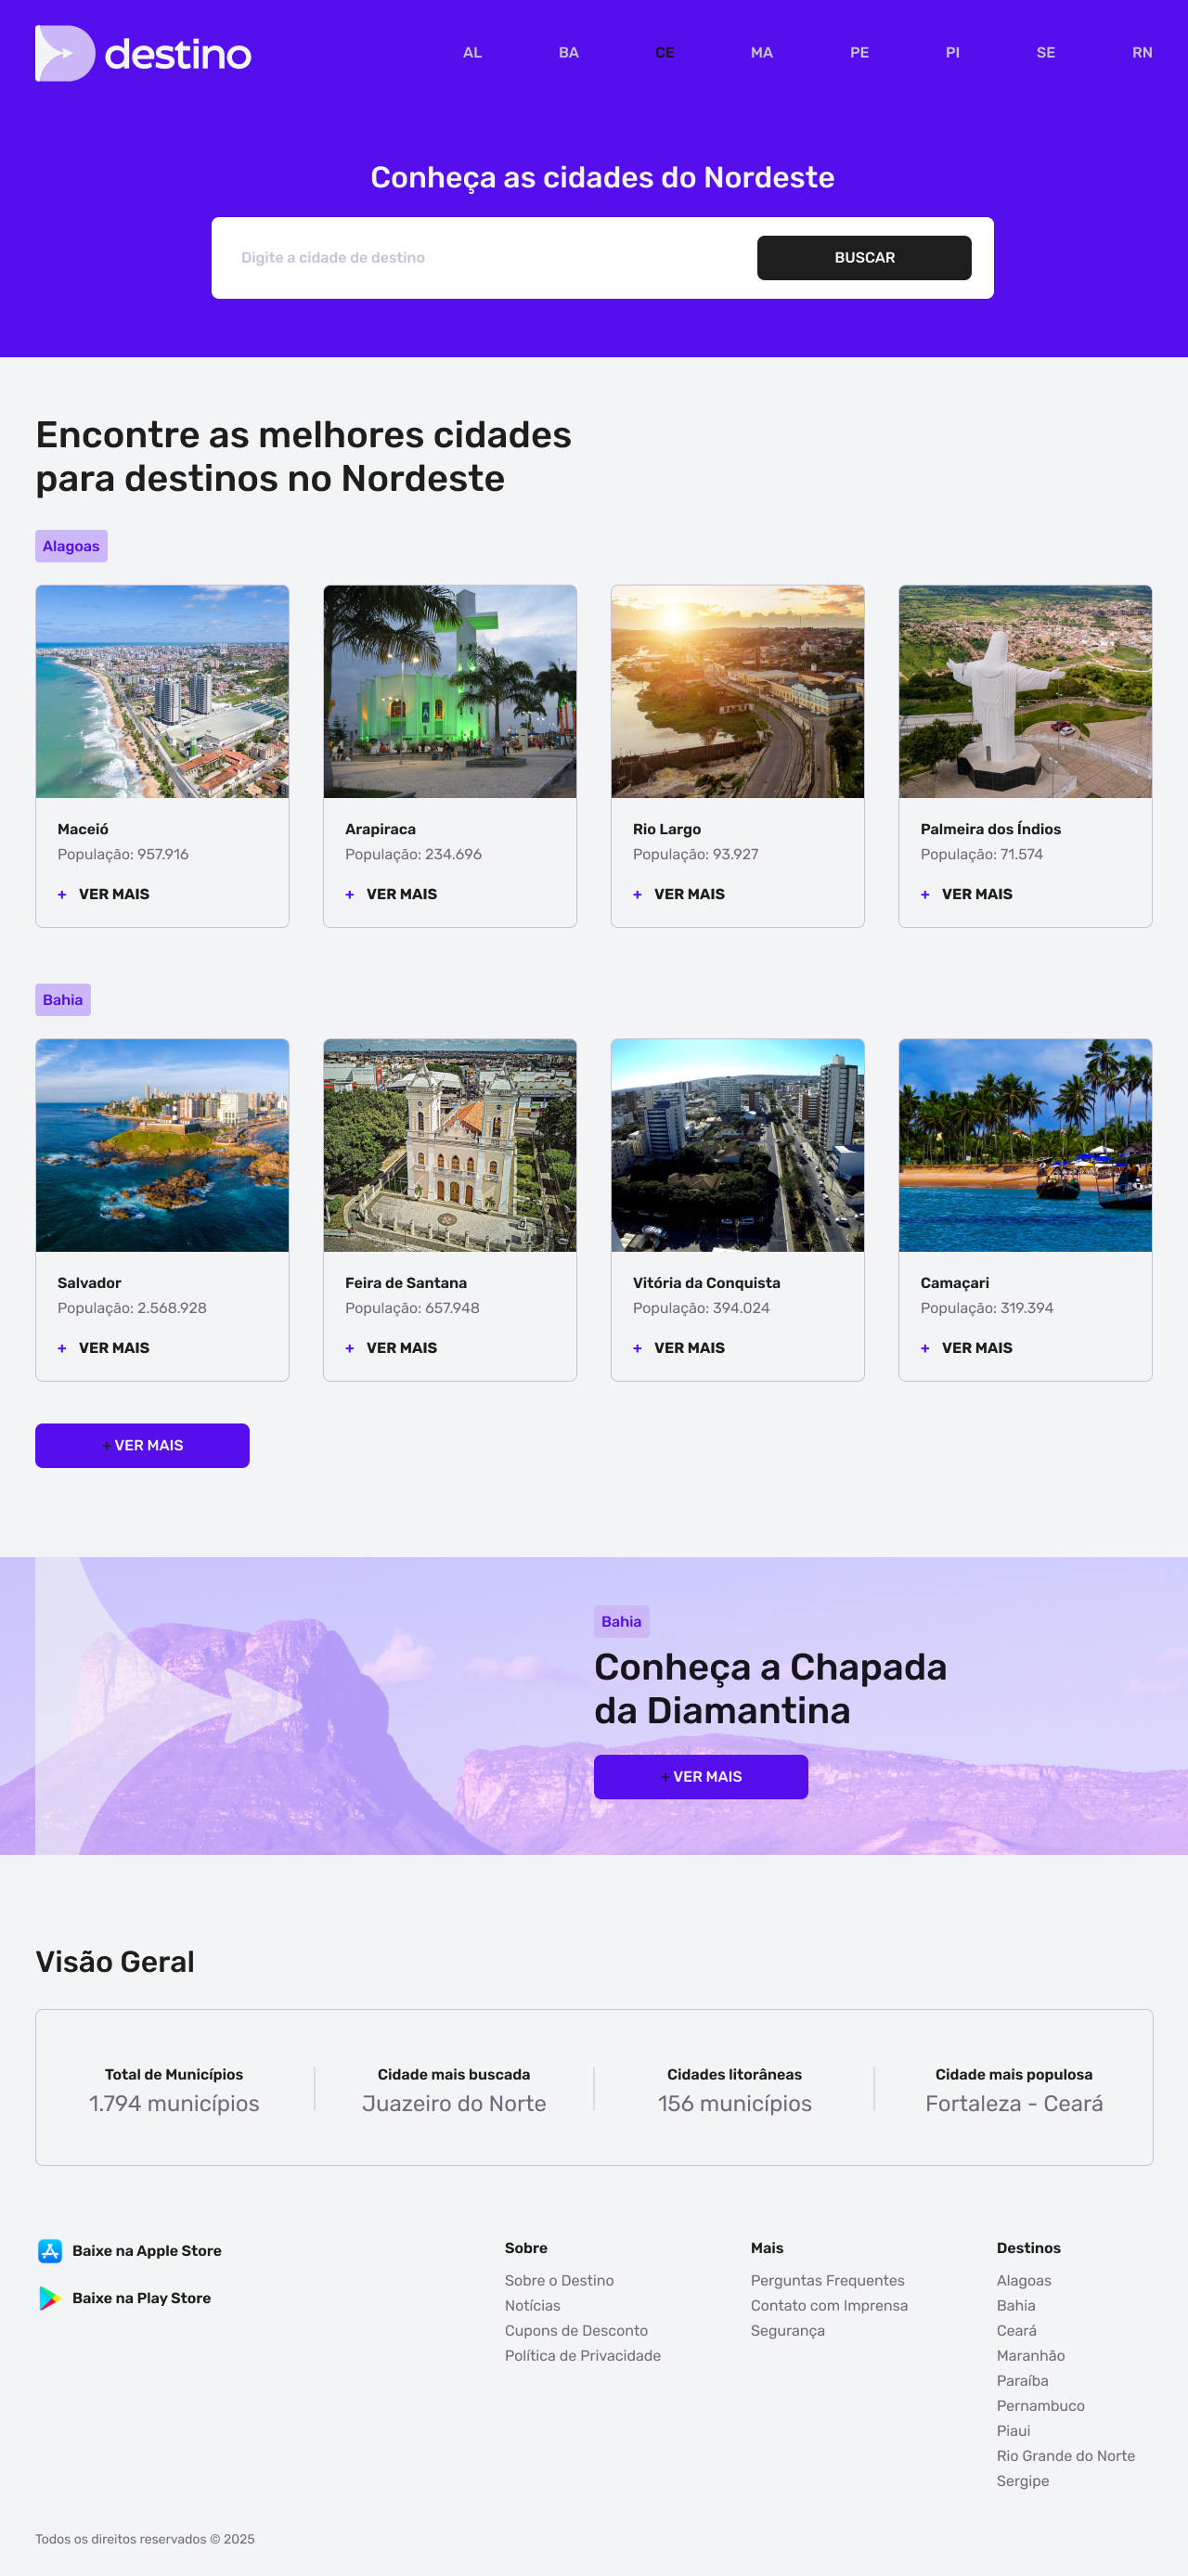 destino
AL BA CE MA PE PI SE RN
Conheça as cidades do Nordeste
Digite a cidade de destino
BUSCAR
Encontre as melhores cidades
para destinos no Nordeste
Alagoas
Maceió
População: 957.916
+ VER MAIS
Arapiraca
População: 234.696
+ VER MAIS
Rio Largo
População: 93.927
+ VER MAIS
Palmeira dos Índios
População: 71.574
+ VER MAIS
Bahia
Salvador
População: 2.568.928
+ VER MAIS
Feira de Santana
População: 657.948
+ VER MAIS
Vitória da Conquista
População: 394.024
+ VER MAIS
Camaçari
População: 319.394
+ VER MAIS
+ VER MAIS
Bahia
Conheça a Chapada
da Diamantina
+ VER MAIS
Visão Geral
Total de Municípios
1.794 municípios
Cidade mais buscada
Juazeiro do Norte
Cidades litorâneas
156 municípios
Cidade mais populosa
Fortaleza - Ceará
Baixe na Apple Store
Baixe na Play Store
Sobre
Sobre o Destino
Notícias
Cupons de Desconto
Política de Privacidade
Mais
Perguntas Frequentes
Contato com Imprensa
Segurança
Destinos
Alagoas
Bahia
Ceará
Maranhão
Paraíba
Pernambuco
Piaui
Rio Grande do Norte
Sergipe
Todos os direitos reservados © 2025